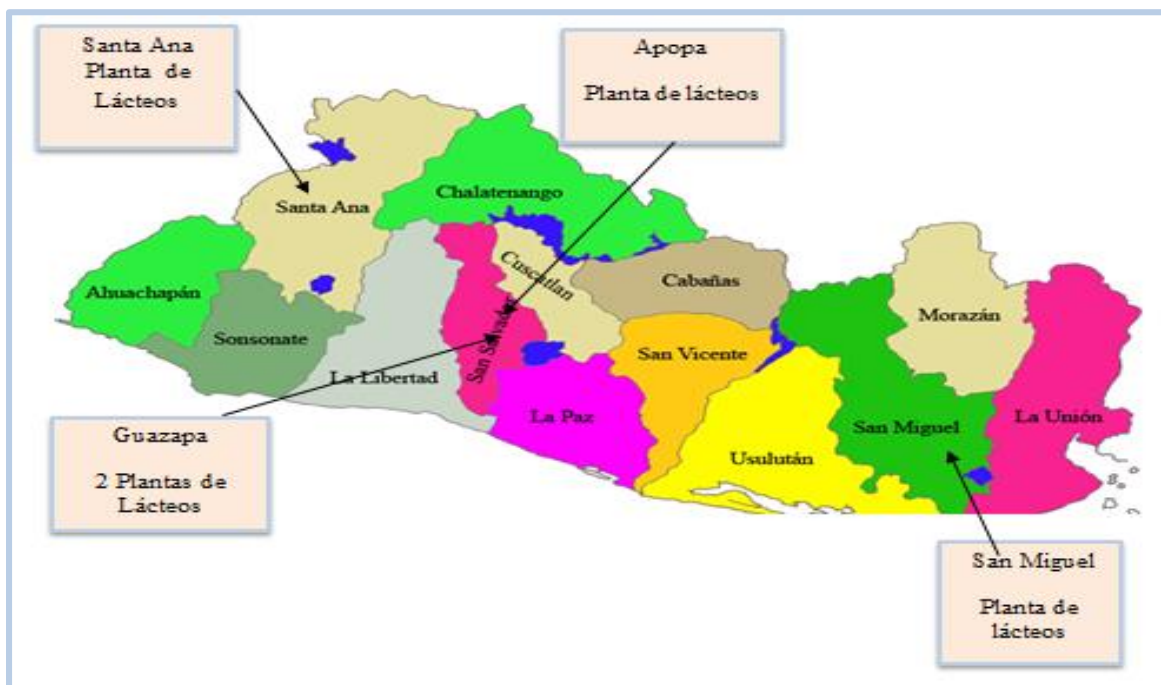 Santa Ana
Planta de
Lácteos
Apopa
Planta de lácteos
Chalatenango
Santa Ana
Cuscatlan
Cabañas
Ahuachapán
Morazán
Sonsonate
San Salvador
San Vicente
La Libertad
La Paz
San Miguel
La Unión
Usulután
Guazapa
2 Plantas de
Lácteos
San Miguel
Planta de
lácteos